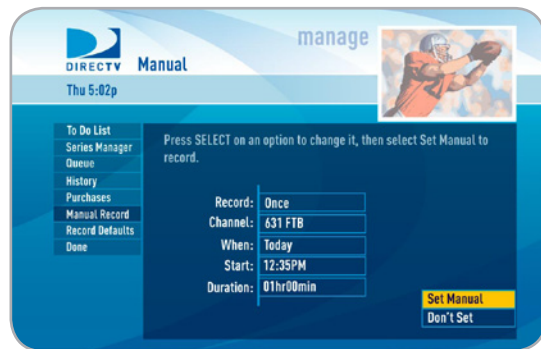 manage
DIRECTV Manual
Thu 5:02p
To Do List
Series Manager
Queue
History
Purchases
Manual Record
Record Defaults
Done
Press SELECT on an option to change it, then select Set Manual to
record.
Record: Once
Channel: 631 FTB
When: Today
Start: 12:35PM
Duration: 01hr00min
Set Manual
Don't Set